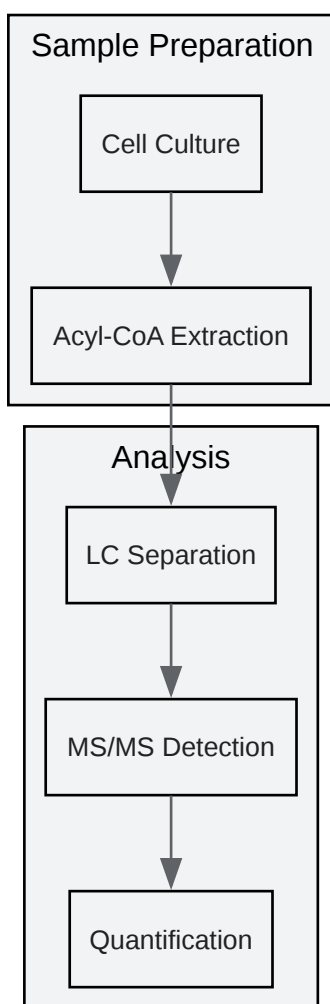 Sample Preparation
Cell Culture
Acyl-CoA Extraction
Analysis
LC Separation
MS/MS Detection
Quantification